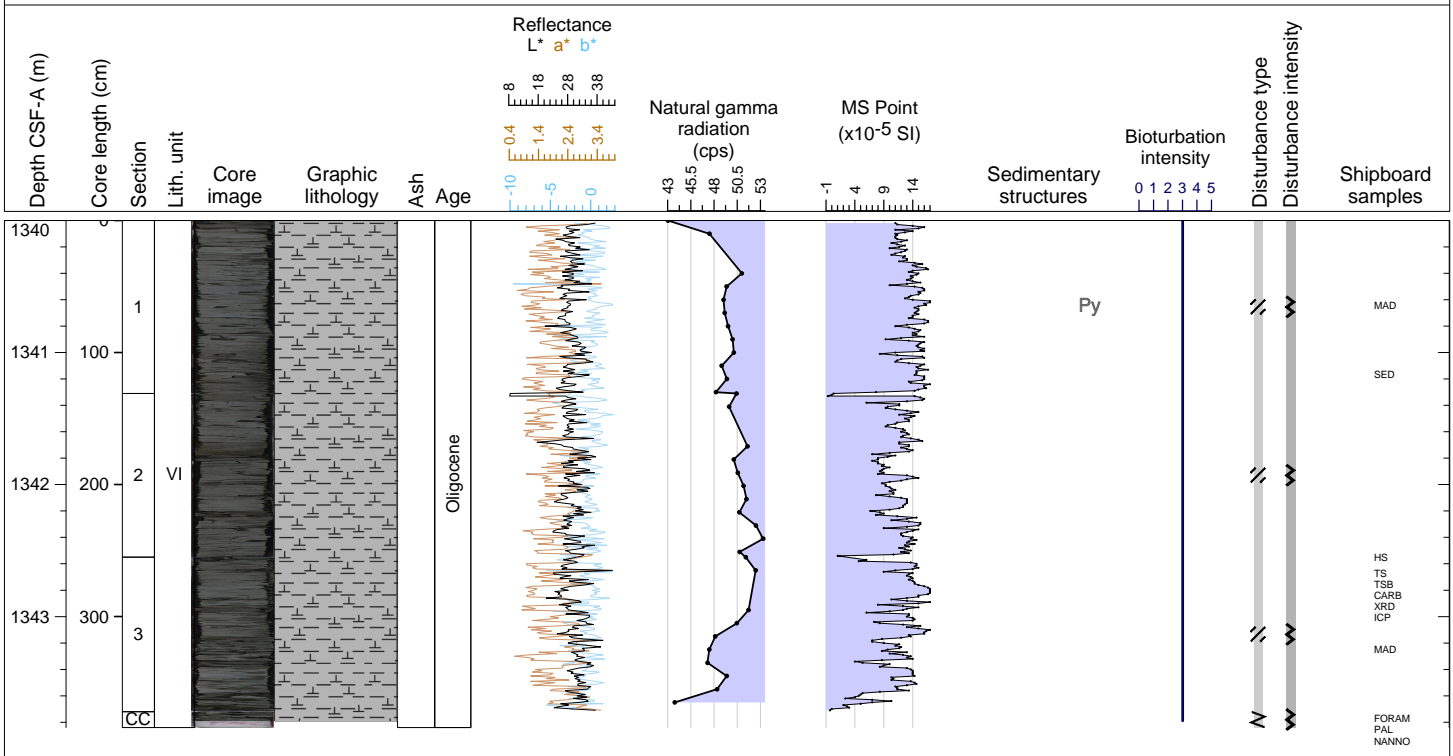 Reflectance
L* a* b*
8 18 28 38
0.4 1.4 2.4 3.4
-10 -5 0
Depth CSF-A (m)
Core length (cm)
Section
Lith. unit
Core image
Graphic lithology
Ash
Age
Natural gamma radiation (cps)
43 45.5 48 50.5 53
MS Point (x10-5 SI)
-1 4 9 14
Sedimentary structures
Bioturbation intensity
0 1 2 3 4 5
Disturbance type
Disturbance intensity
Shipboard samples
1340
0
1
Py
MAD
1341
100
SED
2
VI
Oligocene
1342
200
HS
TS
TSB
CARB
XRD
ICP
1343
300
3
MAD
CC
FORAM
PAL
NANNO